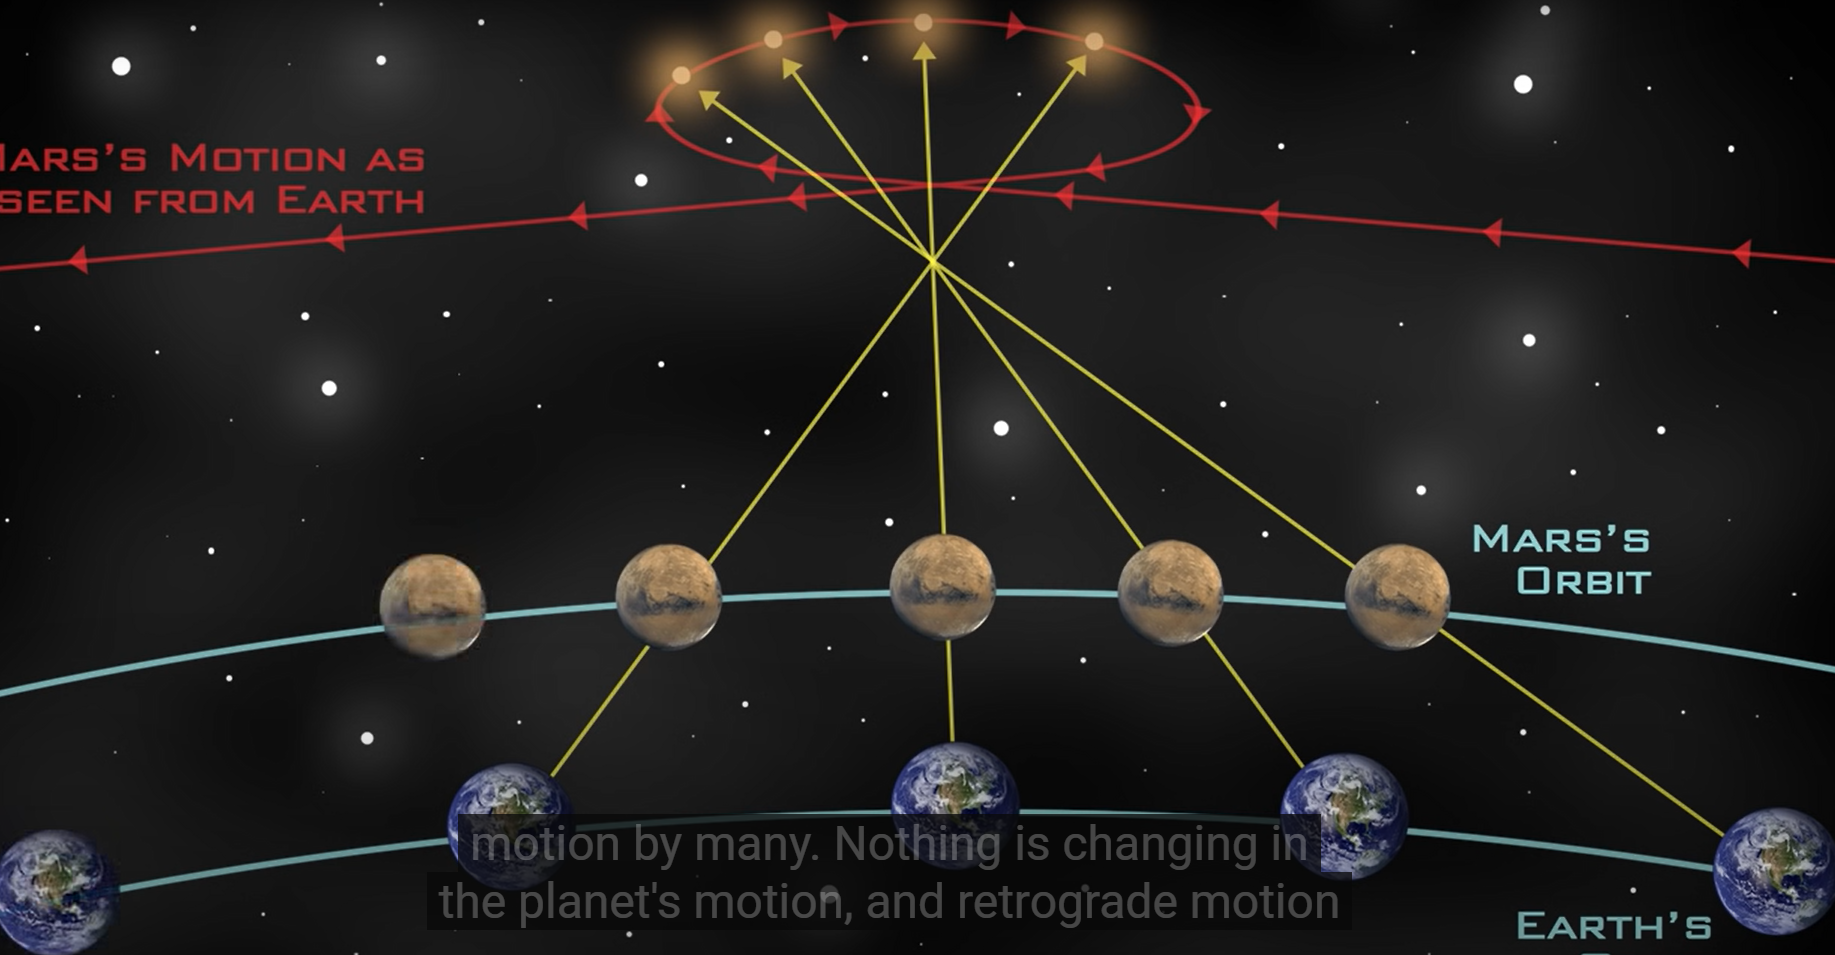 ARS'S MOTION AS
SEEN FROM EARTH
MARS'S
ORBIT
motion by many. Nothing is changing in
the planet's motion, and retrograde motion
EARTH'S